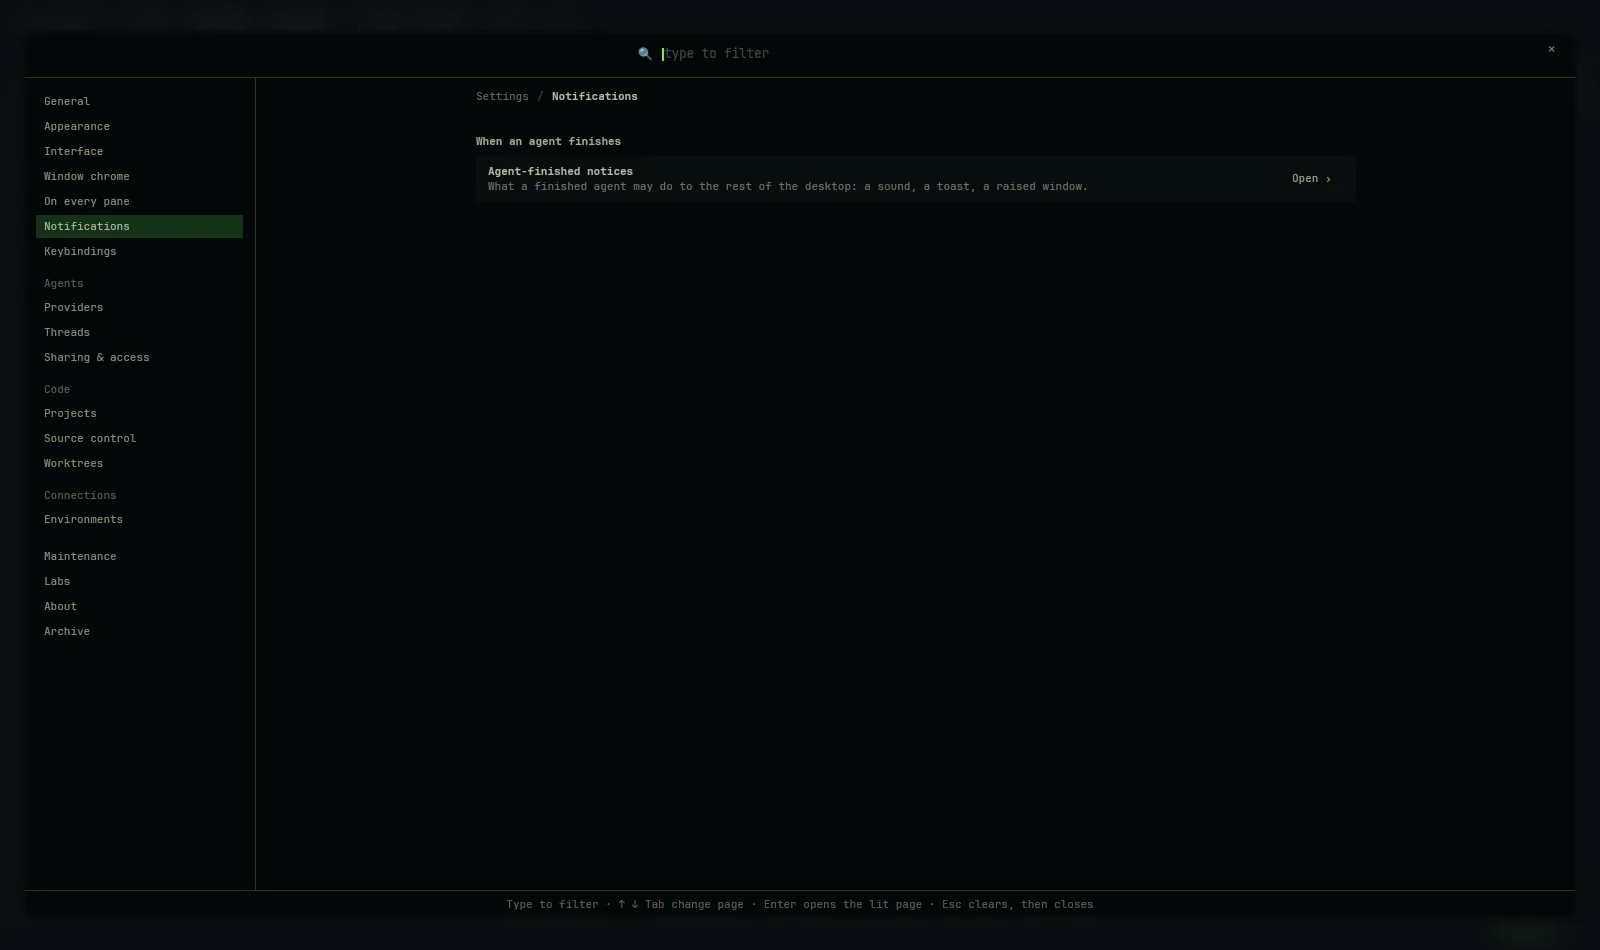 type to filter
×
General
Appearance
Interface
Window chrome
On every pane
Notifications
Keybindings
Agents
Providers
Threads
Sharing & access
Code
Projects
Source control
Worktrees
Connections
Environments
Maintenance
Labs
About
Archive
Settings / Notifications
When an agent finishes
Agent-finished notices
What a finished agent may do to the rest of the desktop: a sound, a toast, a raised window.
Open ›
Type to filter · ↑ ↓ Tab change page · Enter opens the lit page · Esc clears, then closes